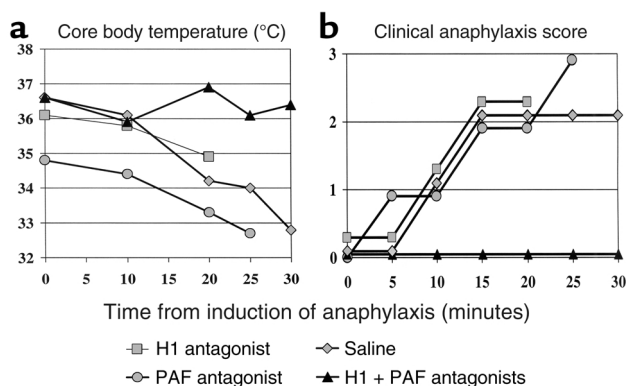 a Core body temperature (°C)
38
37
36
35
34
33
32
0 5 10 15 20 25 30
b Clinical anaphylaxis score
3
2
1
0
0 5 10 15 20 25 30
Time from induction of anaphylaxis (minutes)
H1 antagonist
Saline
PAF antagonist
H1 + PAF antagonists